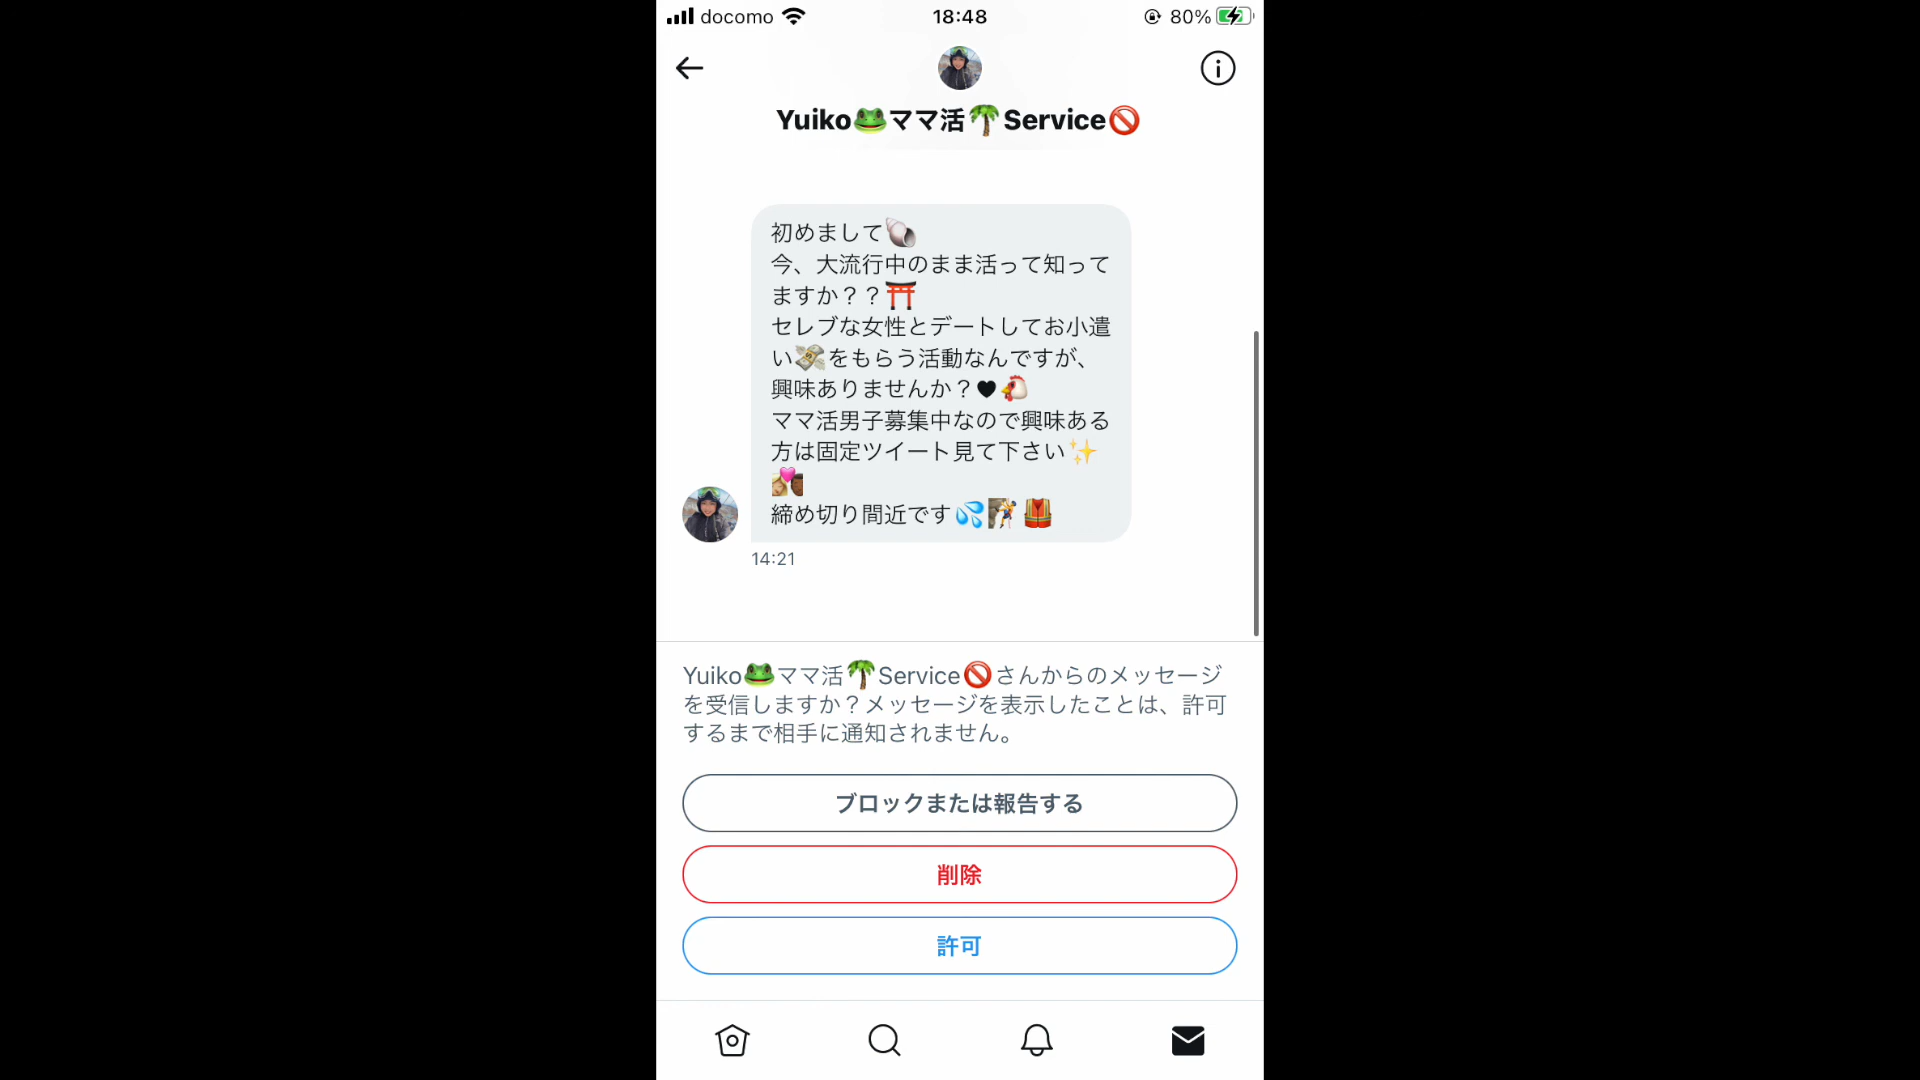 docomo 18:48 80%
Yuiko🐸ママ活🌴Service🚫
初めまして🐚
今、大流行中のまま活って知って
ますか？？⛩
セレブな女性とデートしてお小遣
い💸をもらう活動なんですが、
興味ありませんか？🖤🐔
ママ活男子募集中なので興味ある
方は固定ツイート見て下さい✨
締め切り間近です💦🧗🦺
14:21
Yuiko🐸ママ活🌴Service🚫さんからのメッセージ
を受信しますか？メッセージを表示したことは、許可
するまで相手に通知されません。
ブロックまたは報告する
削除
許可